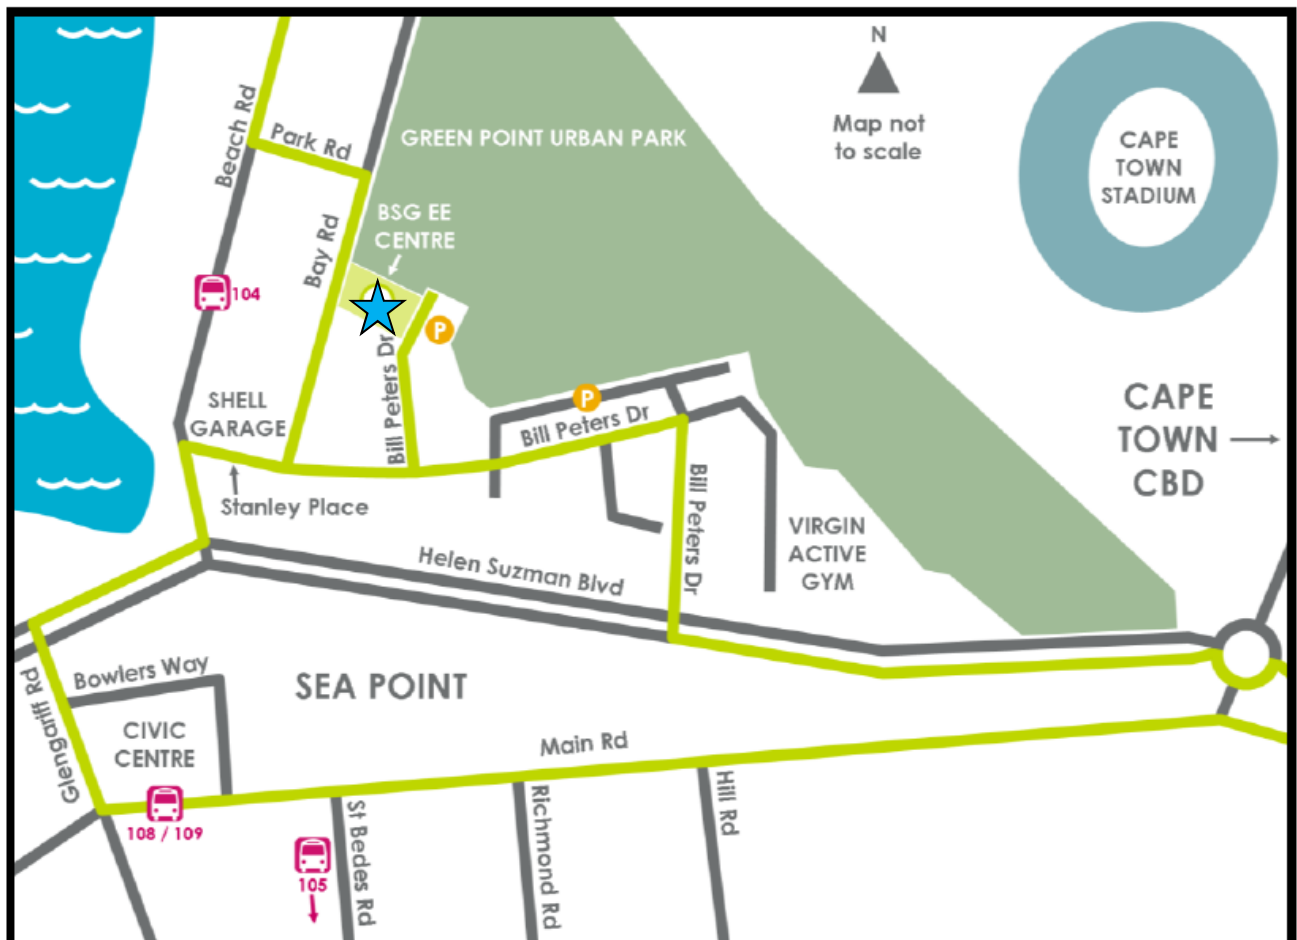 N
Map not
to scale
CAPE
TOWN
STADIUM
GREEN POINT URBAN PARK
Beach Rd
Park Rd
BSG EE
CENTRE
Bay Rd
104
P
Bill Peters Dr
SHELL
GARAGE
P
Bill Peters Dr
CAPE
TOWN
CBD
Stanley Place
Bill Peters Dr
VIRGIN
ACTIVE
GYM
Helen Suzman Blvd
Bowlers Way
SEA POINT
Glengariff Rd
CIVIC
CENTRE
Main Rd
108 / 109
St Bedes Rd
Richmond Rd
Hill Rd
105